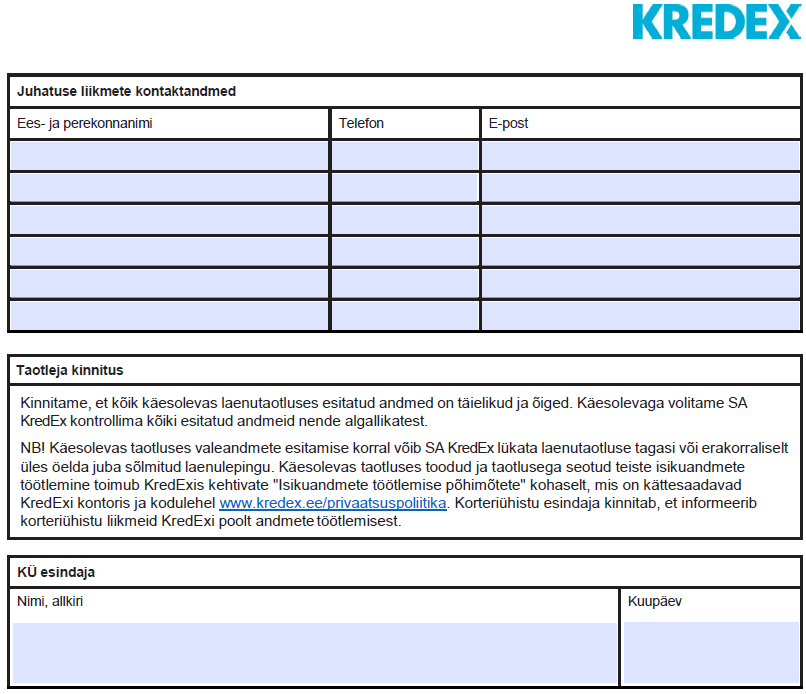 KREDEX
Juhatuse liikmete kontaktandmed
Ees- ja perekonnanimi Telefon E-post
Taotleja kinnitus
Kinnitame, et kõik käesolevas laenutaotluses esitatud andmed on täielikud ja õiged. Käesolevaga volitame SA
KredEx kontrollima kõiki esitatud andmeid nende algallikatest.
NB! Käesolevas taotluses valeandmete esitamise korral võib SA KredEx lükata laenutaotluse tagasi või erakorraliselt
üles öelda juba sõlmitud laenulepingu. Käesolevas taotluses toodud ja taotlusega seotud teiste isikuandmete
töötlemine toimub KredExis kehtivate "Isikuandmete töötlemise põhimõtete" kohaselt, mis on kättesaadavad
KredExi kontoris ja kodulehel www.kredex.ee/privaatsuspoliitika. Korteriühistu esindaja kinnitab, et informeerib
korteriühistu liikmeid KredExi poolt andmete töötlemisest.
KÜ esindaja
Nimi, allkiri Kuupäev